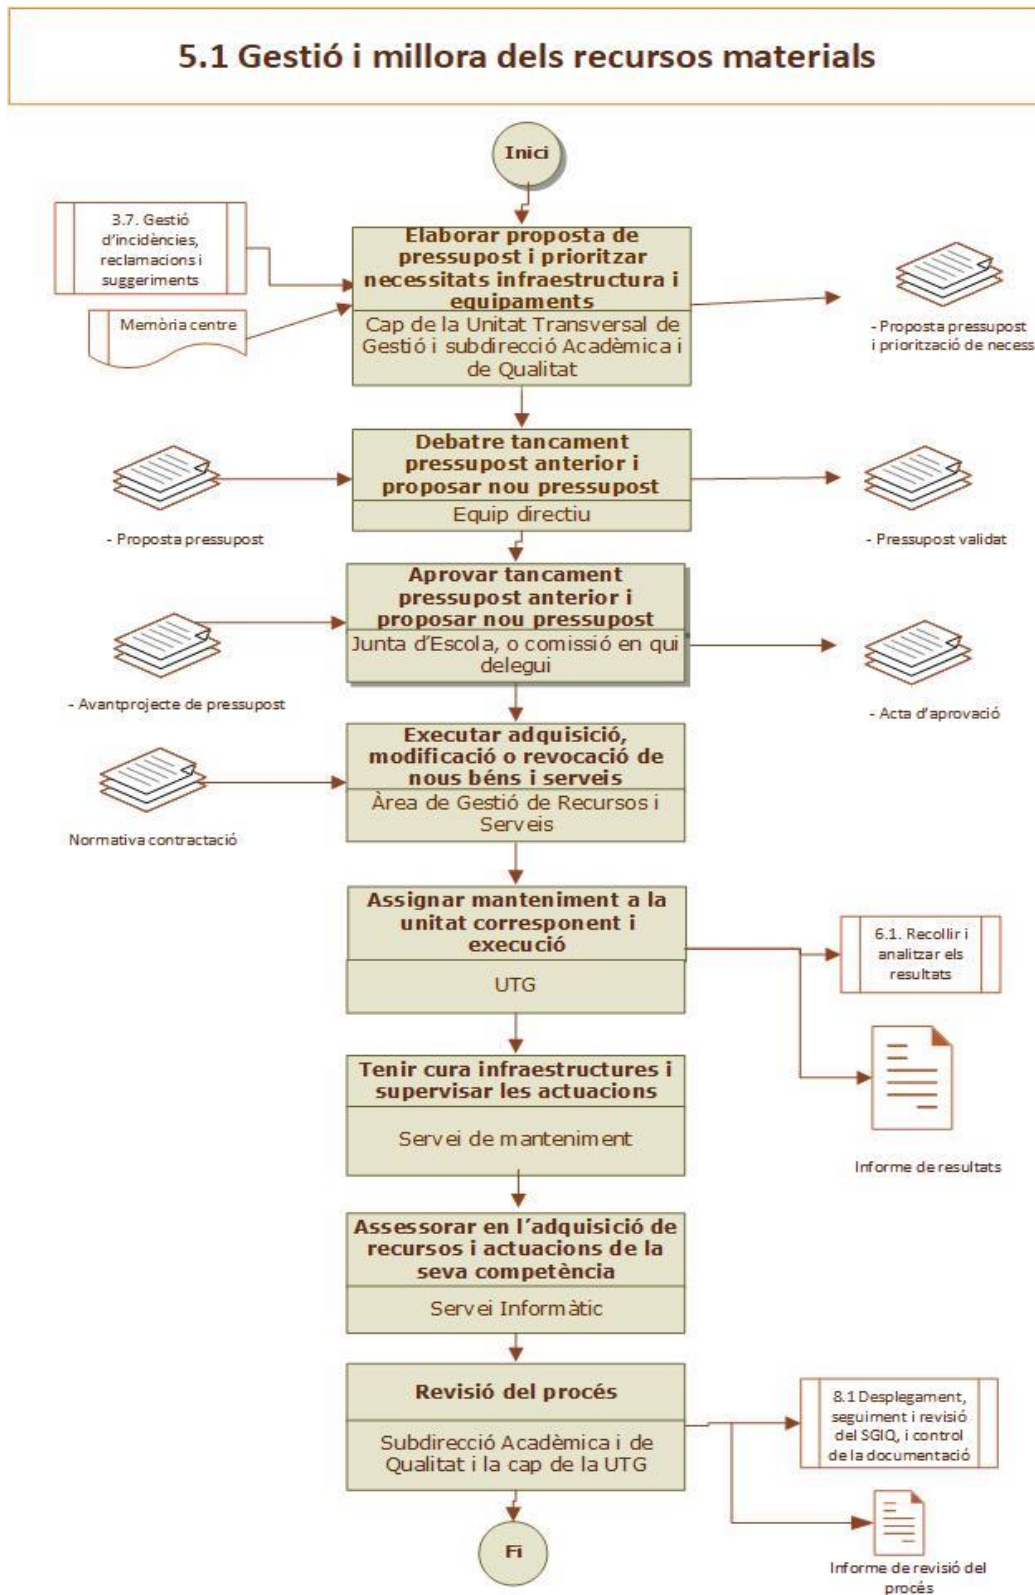 5.1 Gestió i millora dels recursos materials
Inici
3.7. Gestió
d'incidències,
reclamacions i
suggeriments
Memòria centre
Elaborar proposta de
pressupost i prioritzar
necessitats infraestructura i
equipaments
Cap de la Unitat Transversal de
Gestió i subdirecció Acadèmica i
de Qualitat
- Proposta pressupost
i priorització de necess
Debatre tancament
pressupost anterior i
proposar nou pressupost
Equip directiu
- Proposta pressupost
- Pressupost validat
Aprovar tancament
pressupost anterior i
proposar nou pressupost
Junta d'Escola, o comissió en qui
delegui
- Avantprojecte de pressupost
- Acta d'aprovació
Executar adquisició,
modificació o revocació de
nous béns i serveis
Àrea de Gestió de Recursos i
Serveis
Normativa contractació
Assignar manteniment a la
unitat corresponent i
execució
UTG
6.1. Recollir i
analitzar els
resultats
Informe de resultats
Tenir cura infraestructures i
supervisar les actuacions
Servei de manteniment
Assessorar en l'adquisició de
recursos i actuacions de la
seva competència
Servei Informàtic
Revisió del procés
Subdirecció Acadèmica i de
Qualitat i la cap de la UTG
8.1 Desplegament,
seguiment i revisió
del SGIQ, i control
de la documentació
Informe de revisió del
procés
Fi